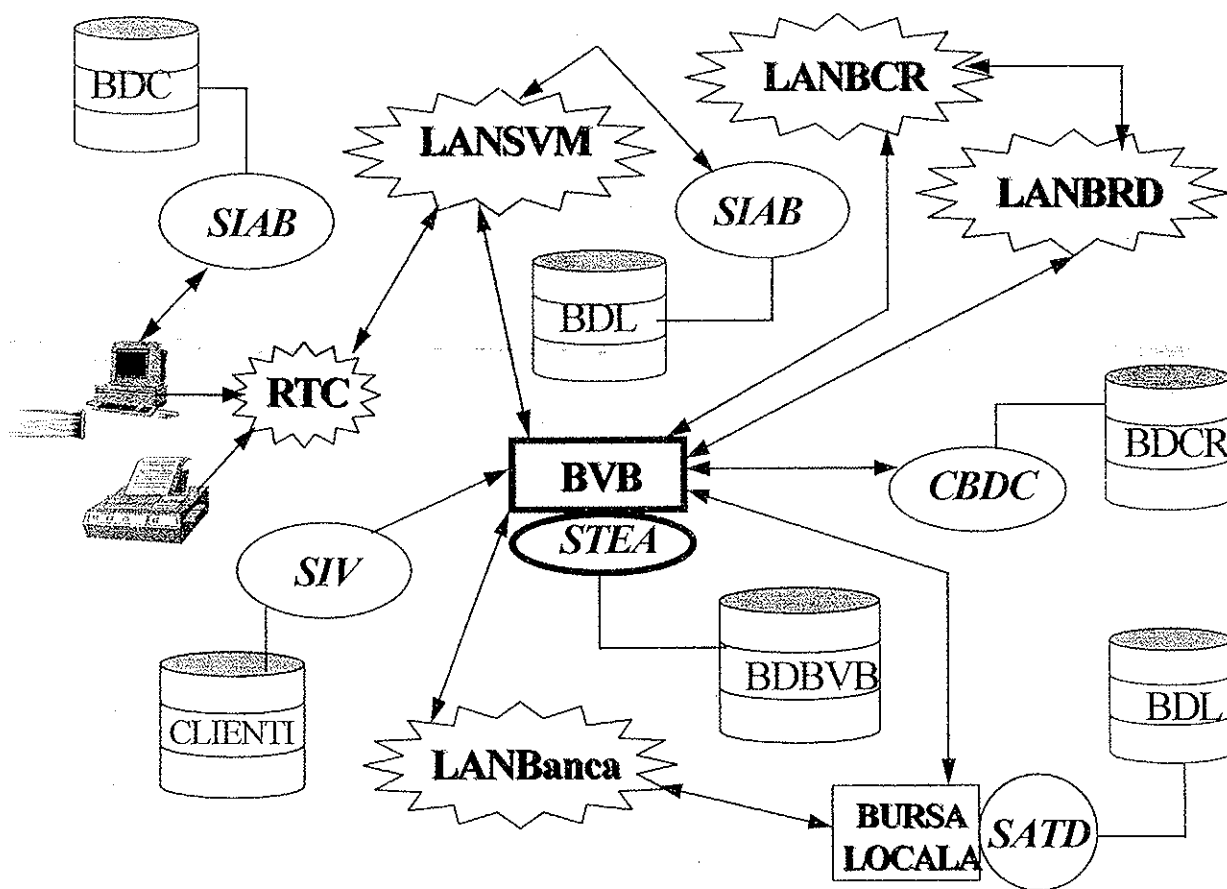 BDC
LANSVM
LANBCR
SIAB
SIAB
LANBRD
BDL
RTC
BDCR
BVB
CBDC
STEA
SIV
BDBVB
BDL
CLIENTI
LANBanca
BURSA
LOCALA
SATD